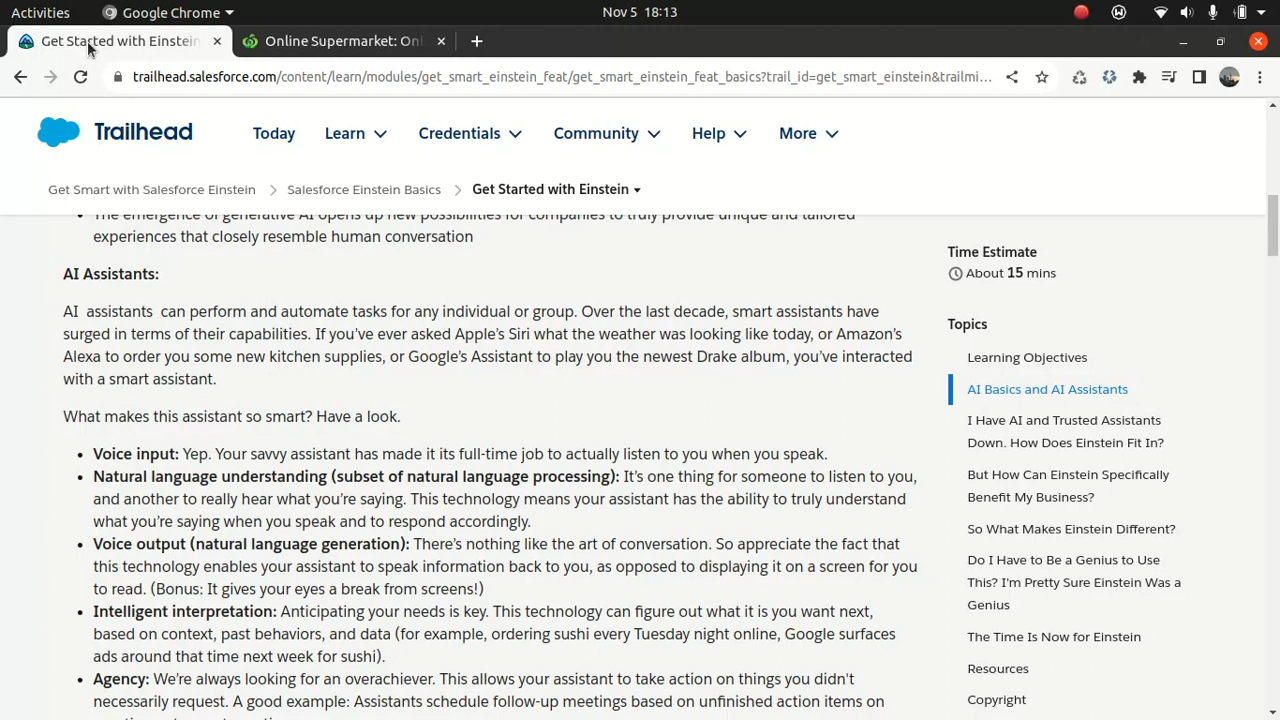 Activities
Google Chrome
Nov 5 18:13
Get Started with Einstein
Online Supermarket: Onl
trailhead.salesforce.com/content/learn/modules/get_smart_einstein_feat/get_smart_einstein_feat_basics?trail_id=get_smart_einstein&trailmi...
Trailhead
Today Learn Credentials Community Help More
Get Smart with Salesforce Einstein Salesforce Einstein Basics Get Started with Einstein
The emergence of generative AI opens up new possibilities for companies to truly provide unique and tailored
experiences that closely resemble human conversation
AI Assistants:
AI assistants can perform and automate tasks for any individual or group. Over the last decade, smart assistants have
surged in terms of their capabilities. If you've ever asked Apple's Siri what the weather was looking like today, or Amazon's
Alexa to order you some new kitchen supplies, or Google's Assistant to play you the newest Drake album, you've interacted
with a smart assistant.
What makes this assistant so smart? Have a look.
• Voice input: Yep. Your savvy assistant has made it its full-time job to actually listen to you when you speak.
• Natural language understanding (subset of natural language processing): It's one thing for someone to listen to you,
and another to really hear what you're saying. This technology means your assistant has the ability to truly understand
what you're saying when you speak and to respond accordingly.
• Voice output (natural language generation): There's nothing like the art of conversation. So appreciate the fact that
this technology enables your assistant to speak information back to you, as opposed to displaying it on a screen for you
to read. (Bonus: It gives your eyes a break from screens!)
• Intelligent interpretation: Anticipating your needs is key. This technology can figure out what it is you want next,
based on context, past behaviors, and data (for example, ordering sushi every Tuesday night online, Google surfaces
ads around that time next week for sushi).
• Agency: We're always looking for an overachiever. This allows your assistant to take action on things you didn't
necessarily request. A good example: Assistants schedule follow-up meetings based on unfinished action items on
Time Estimate
About 15 mins
Topics
Learning Objectives
AI Basics and AI Assistants
I Have AI and Trusted Assistants
Down. How Does Einstein Fit In?
But How Can Einstein Specifically
Benefit My Business?
So What Makes Einstein Different?
Do I Have to Be a Genius to Use
This? I'm Pretty Sure Einstein Was a
Genius
The Time Is Now for Einstein
Resources
Copyright